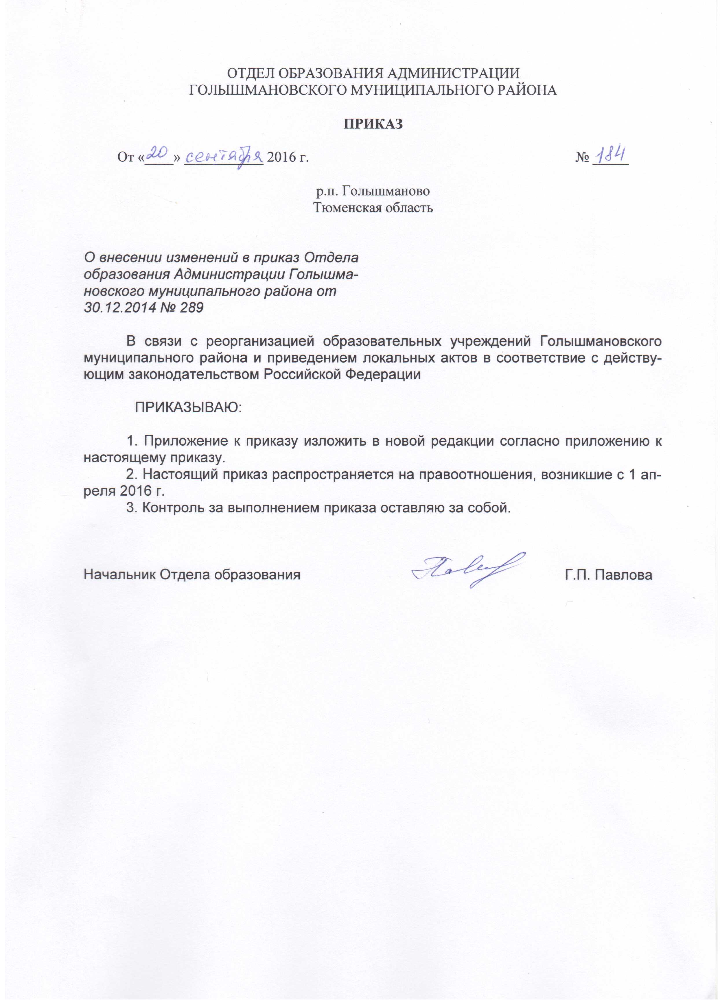 ОТДЕЛ ОБРАЗОВАНИЯ АДМИНИСТРАЦИИ
ГОЛЫШМАНОВСКОГО МУНИЦИПАЛЬНОГО РАЙОНА
ПРИКАЗ
От «20» сентября 2016 г. № 184
р.п. Голышманово
Тюменская область
О внесении изменений в приказ Отдела
образования Администрации Голышма-
новского муниципального района от
30.12.2014 № 289
В связи с реорганизацией образовательных учреждений Голышмановского
муниципального района и приведением локальных актов в соответствие с действу-
ющим законодательством Российской Федерации
ПРИКАЗЫВАЮ:
1. Приложение к приказу изложить в новой редакции согласно приложению к
настоящему приказу.
2. Настоящий приказ распространяется на правоотношения, возникшие с 1 ап-
реля 2016 г.
3. Контроль за выполнением приказа оставляю за собой.
Начальник Отдела образования Г.П. Павлова